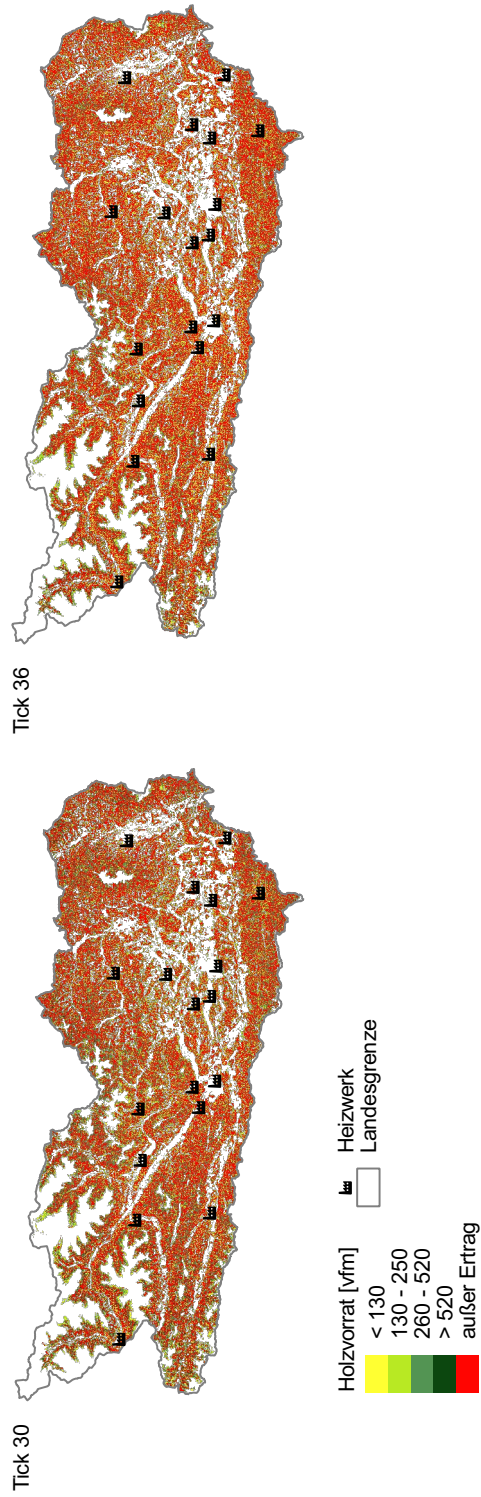 Tick 30
Tick 36
Holzvorrat [vfm]
< 130
130 - 250
260 - 520
> 520
außer Ertrag
Heizwerk
Landesgrenze